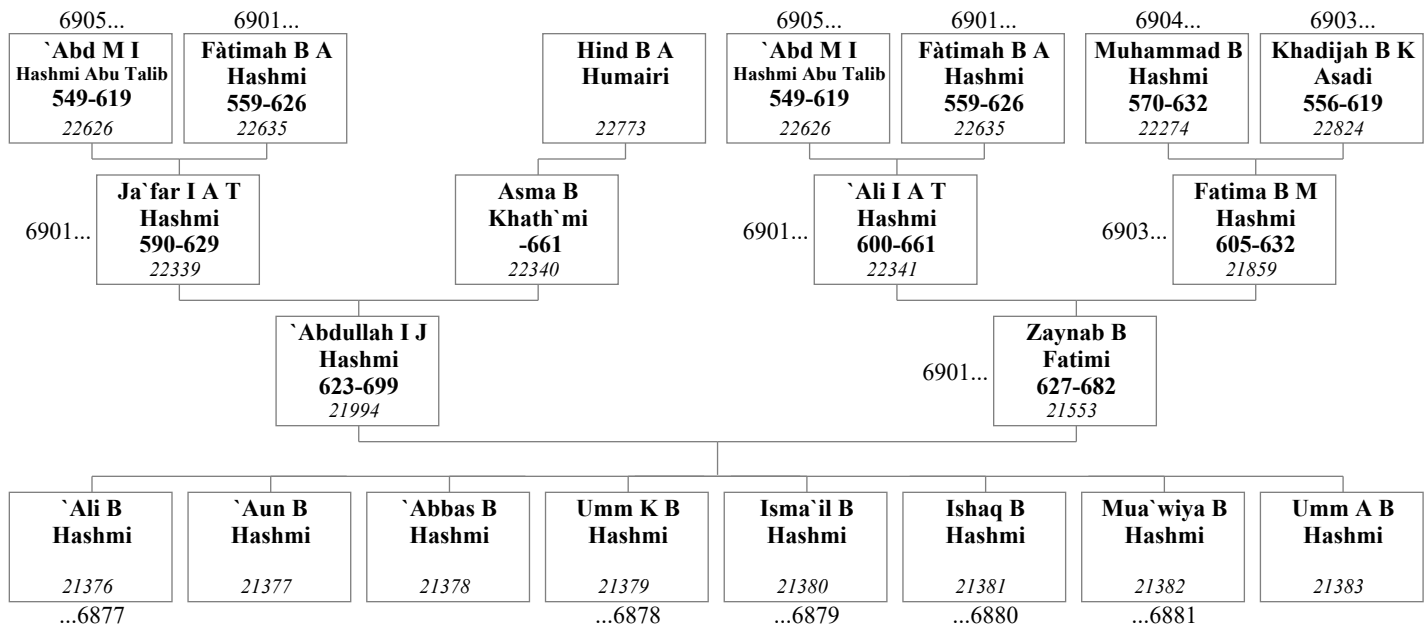 6905...
6901...
6905...
6901...
6904...
6903...
`Abd M I
Hashmi Abu Talib
549-619
22626
Fàtimah B A
Hashmi
559-626
22635
Hind B A
Humairi
22773
`Abd M I
Hashmi Abu Talib
549-619
22626
Fàtimah B A
Hashmi
559-626
22635
Muhammad B
Hashmi
570-632
22274
Khadijah B K
Asadi
556-619
22824
6901...
Ja`far I A T
Hashmi
590-629
22339
Asma B
Khath`mi
-661
22340
6901...
`Ali I A T
Hashmi
600-661
22341
6903...
Fatima B M
Hashmi
605-632
21859
`Abdullah I J
Hashmi
623-699
21994
6901...
Zaynab B
Fatimi
627-682
21553
`Ali B
Hashmi
21376
...6877
`Aun B
Hashmi
21377
`Abbas B
Hashmi
21378
Umm K B
Hashmi
21379
...6878
Isma`il B
Hashmi
21380
...6879
Ishaq B
Hashmi
21381
...6880
Mua`wiya B
Hashmi
21382
...6881
Umm A B
Hashmi
21383